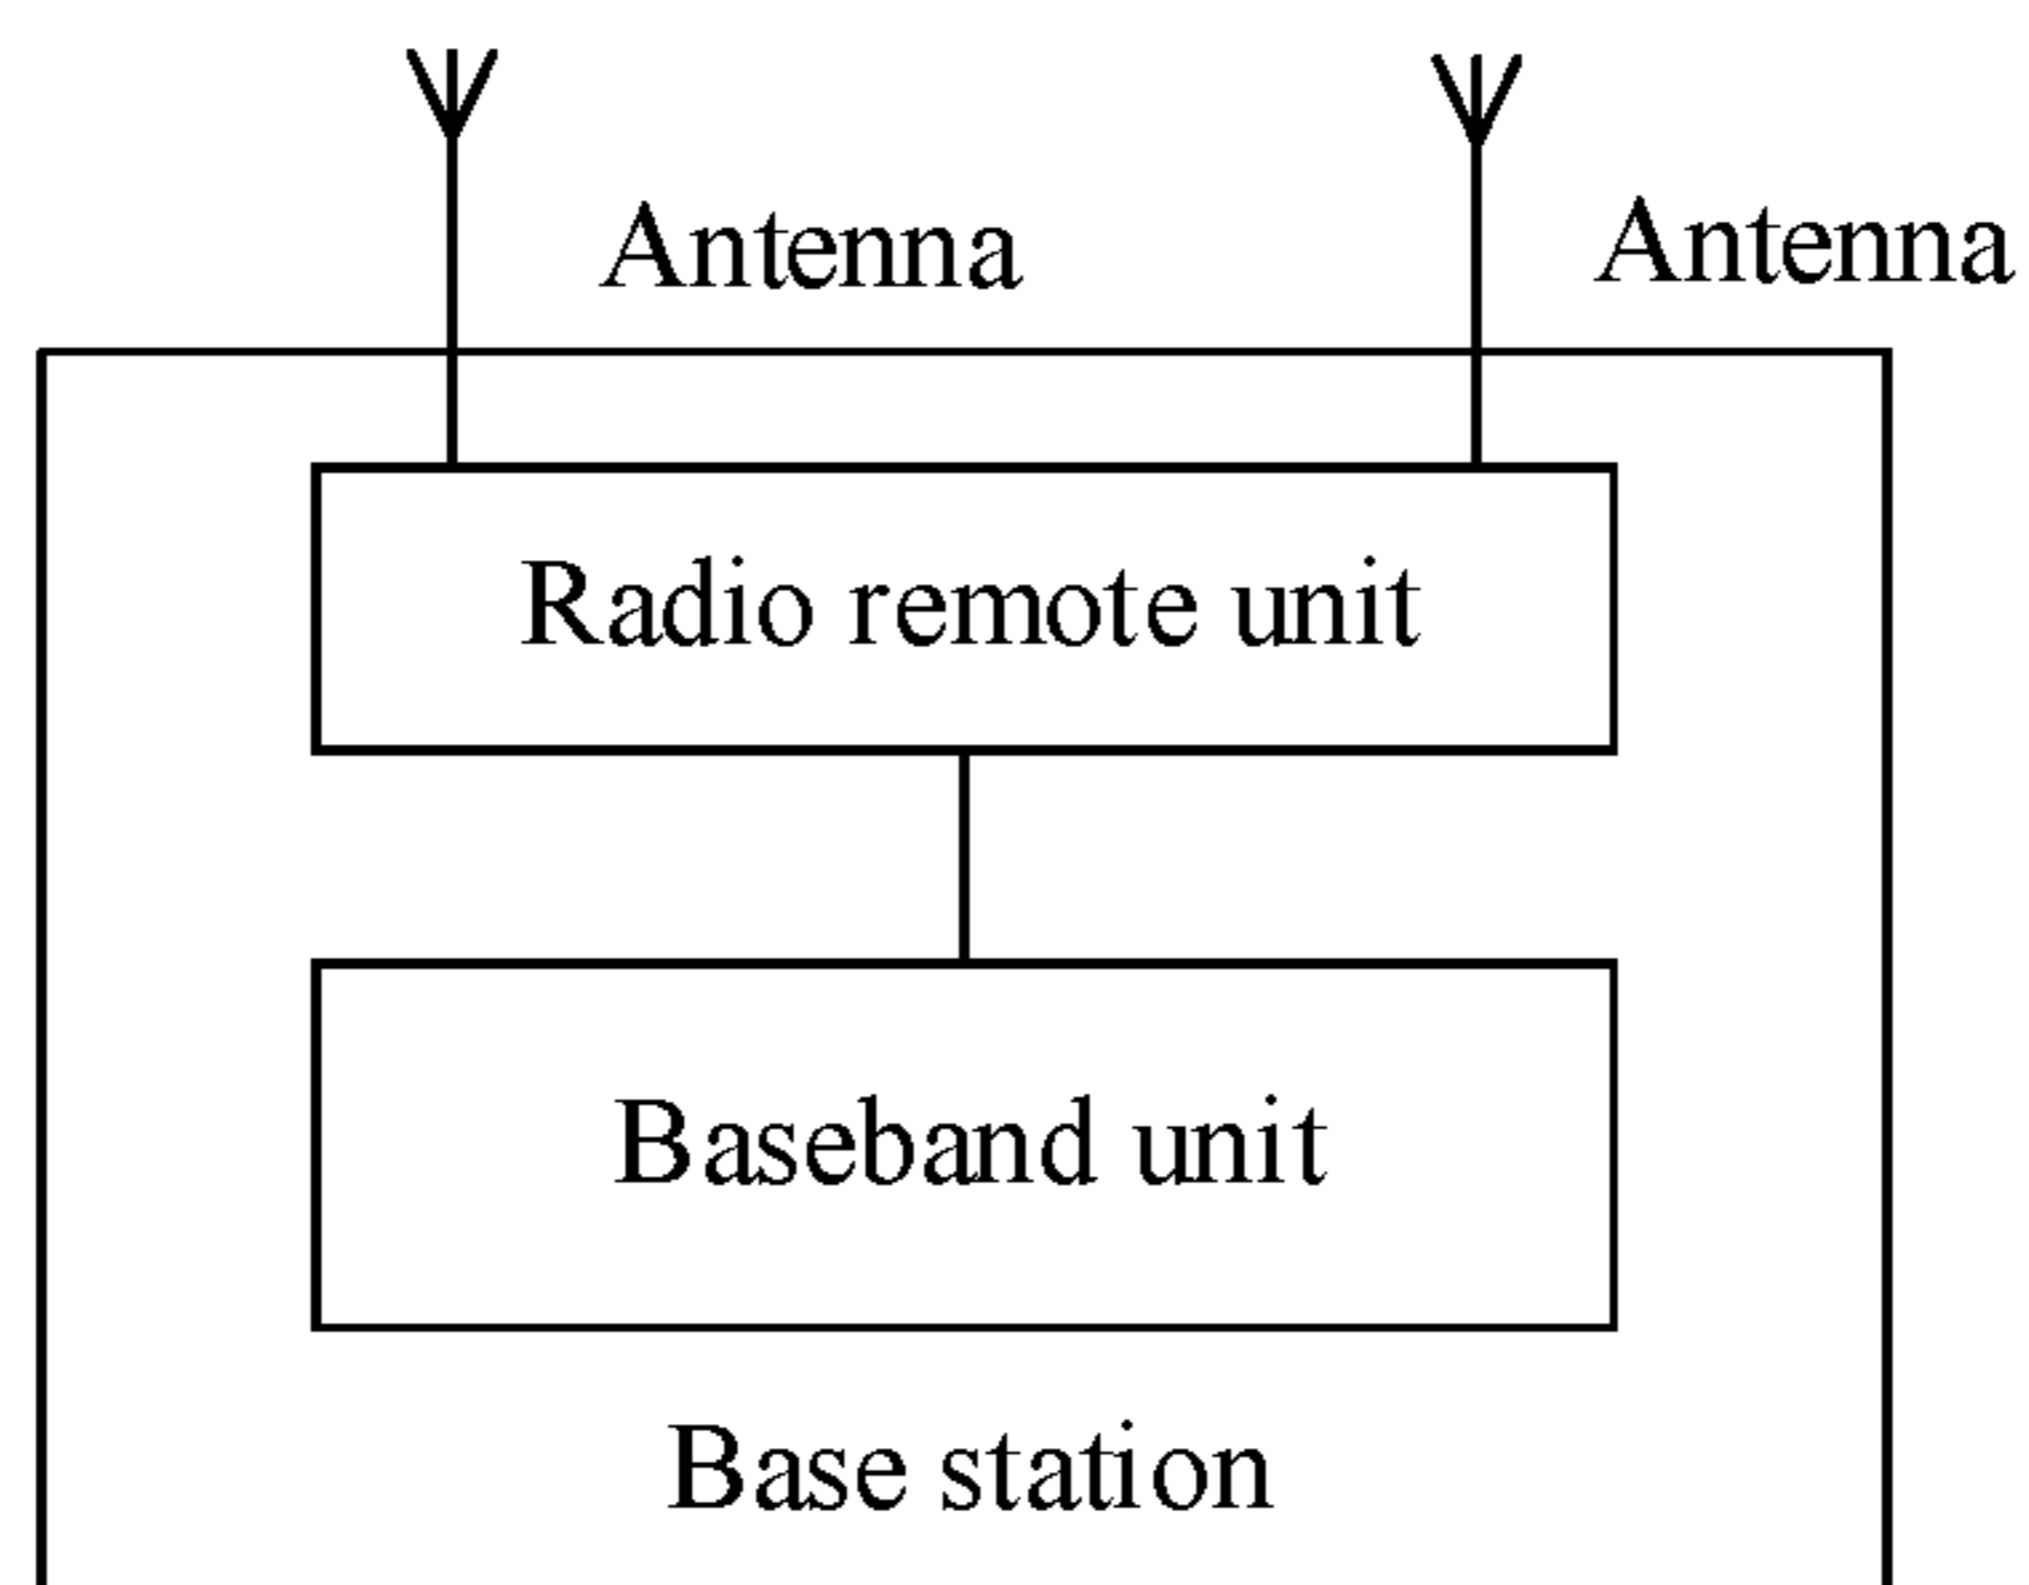 Antenna
Antenna
Radio remote unit
Baseband unit
Base station